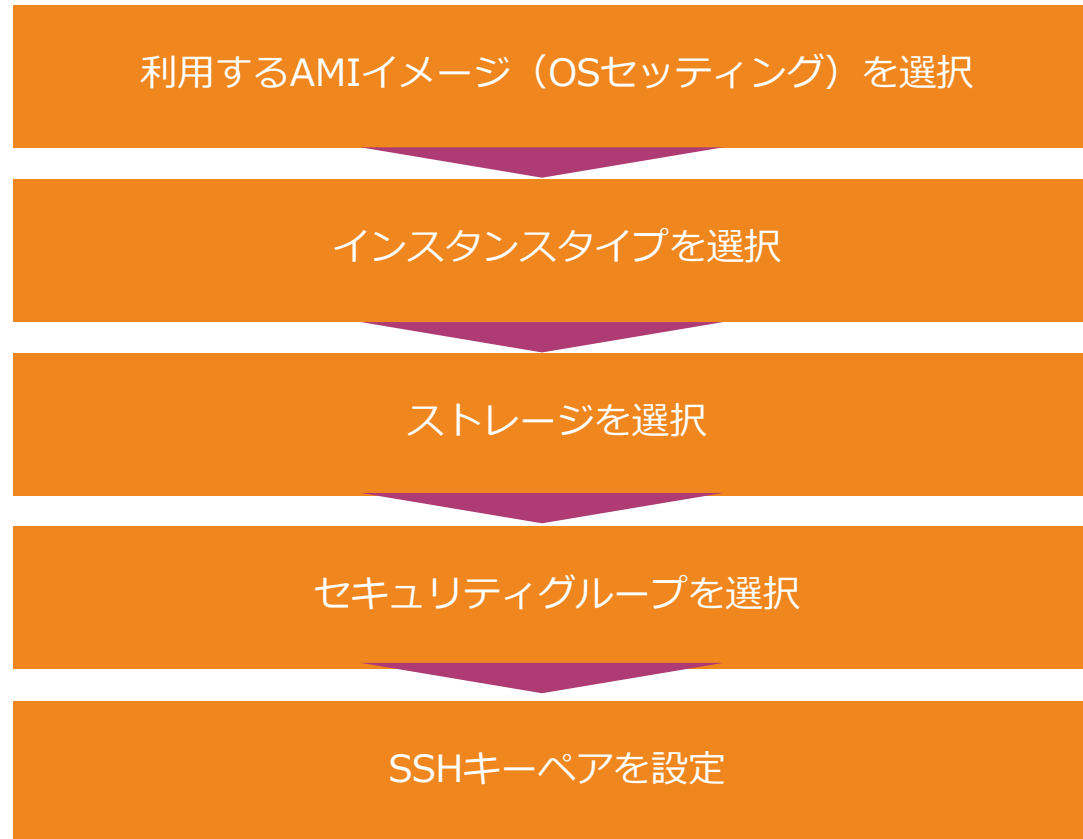 利用するAMIイメージ（OSセッティング）を選択
インスタンスタイプを選択
ストレージを選択
セキュリティグループを選択
SSHキーペアを設定